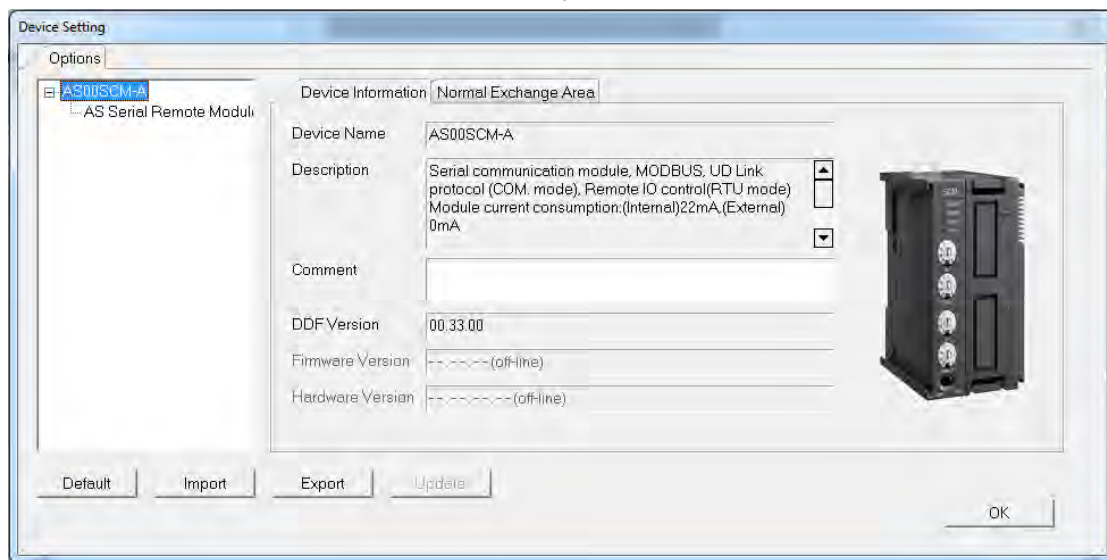 Device Setting
Options
AS00SCM-A
AS Serial Remote Modul
Device Information
Normal Exchange Area
Device Name
AS00SCM-A
Description
Serial communication module, MODBUS, UD Link
protocol (COM. mode), Remote IO control(RTU mode)
Module current consumption:(Internal)22mA,(External)
0mA
Comment
DDF Version
00.33.00
Firmware Version
--.--.--(off-line)
Hardware Version
--.--.--.--(off-line)
SCM
Default
Import
Export
Update
OK